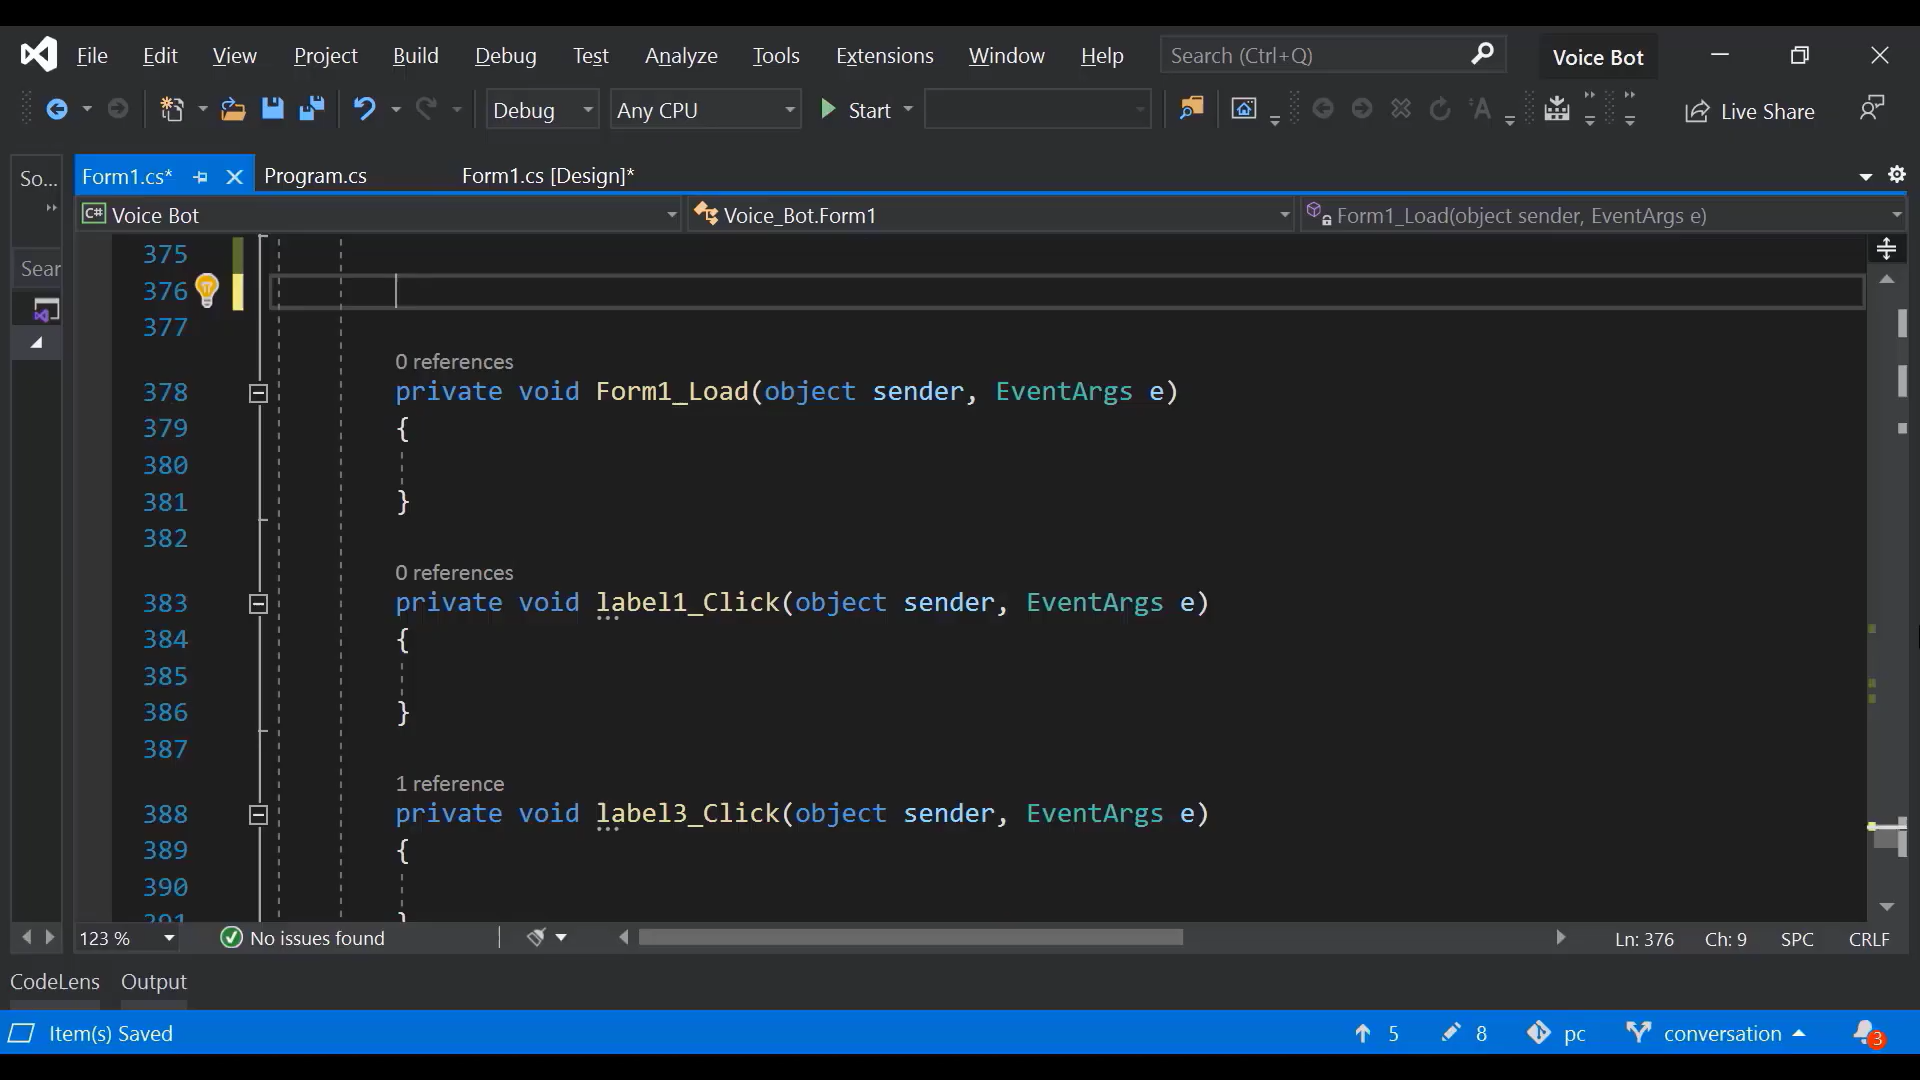 File Edit View Project Build Debug Test Analyze Tools Extensions Window Help Search (Ctrl+Q) Voice Bot
Debug Any CPU Start Live Share
So... Form1.cs* Program.cs Form1.cs [Design]*
C# Voice Bot Voice_Bot.Form1 Form1_Load(object sender, EventArgs e)
375
Sear
376
377
0 references
378 private void Form1_Load(object sender, EventArgs e)
379 {
380
381 }
382
0 references
383 private void label1_Click(object sender, EventArgs e)
384 {
385
386 }
387
1 reference
388 private void label3_Click(object sender, EventArgs e)
389 {
390
391 }
123 % No issues found Ln: 376 Ch: 9 SPC CRLF
CodeLens Output
Item(s) Saved 5 8 pc conversation 3